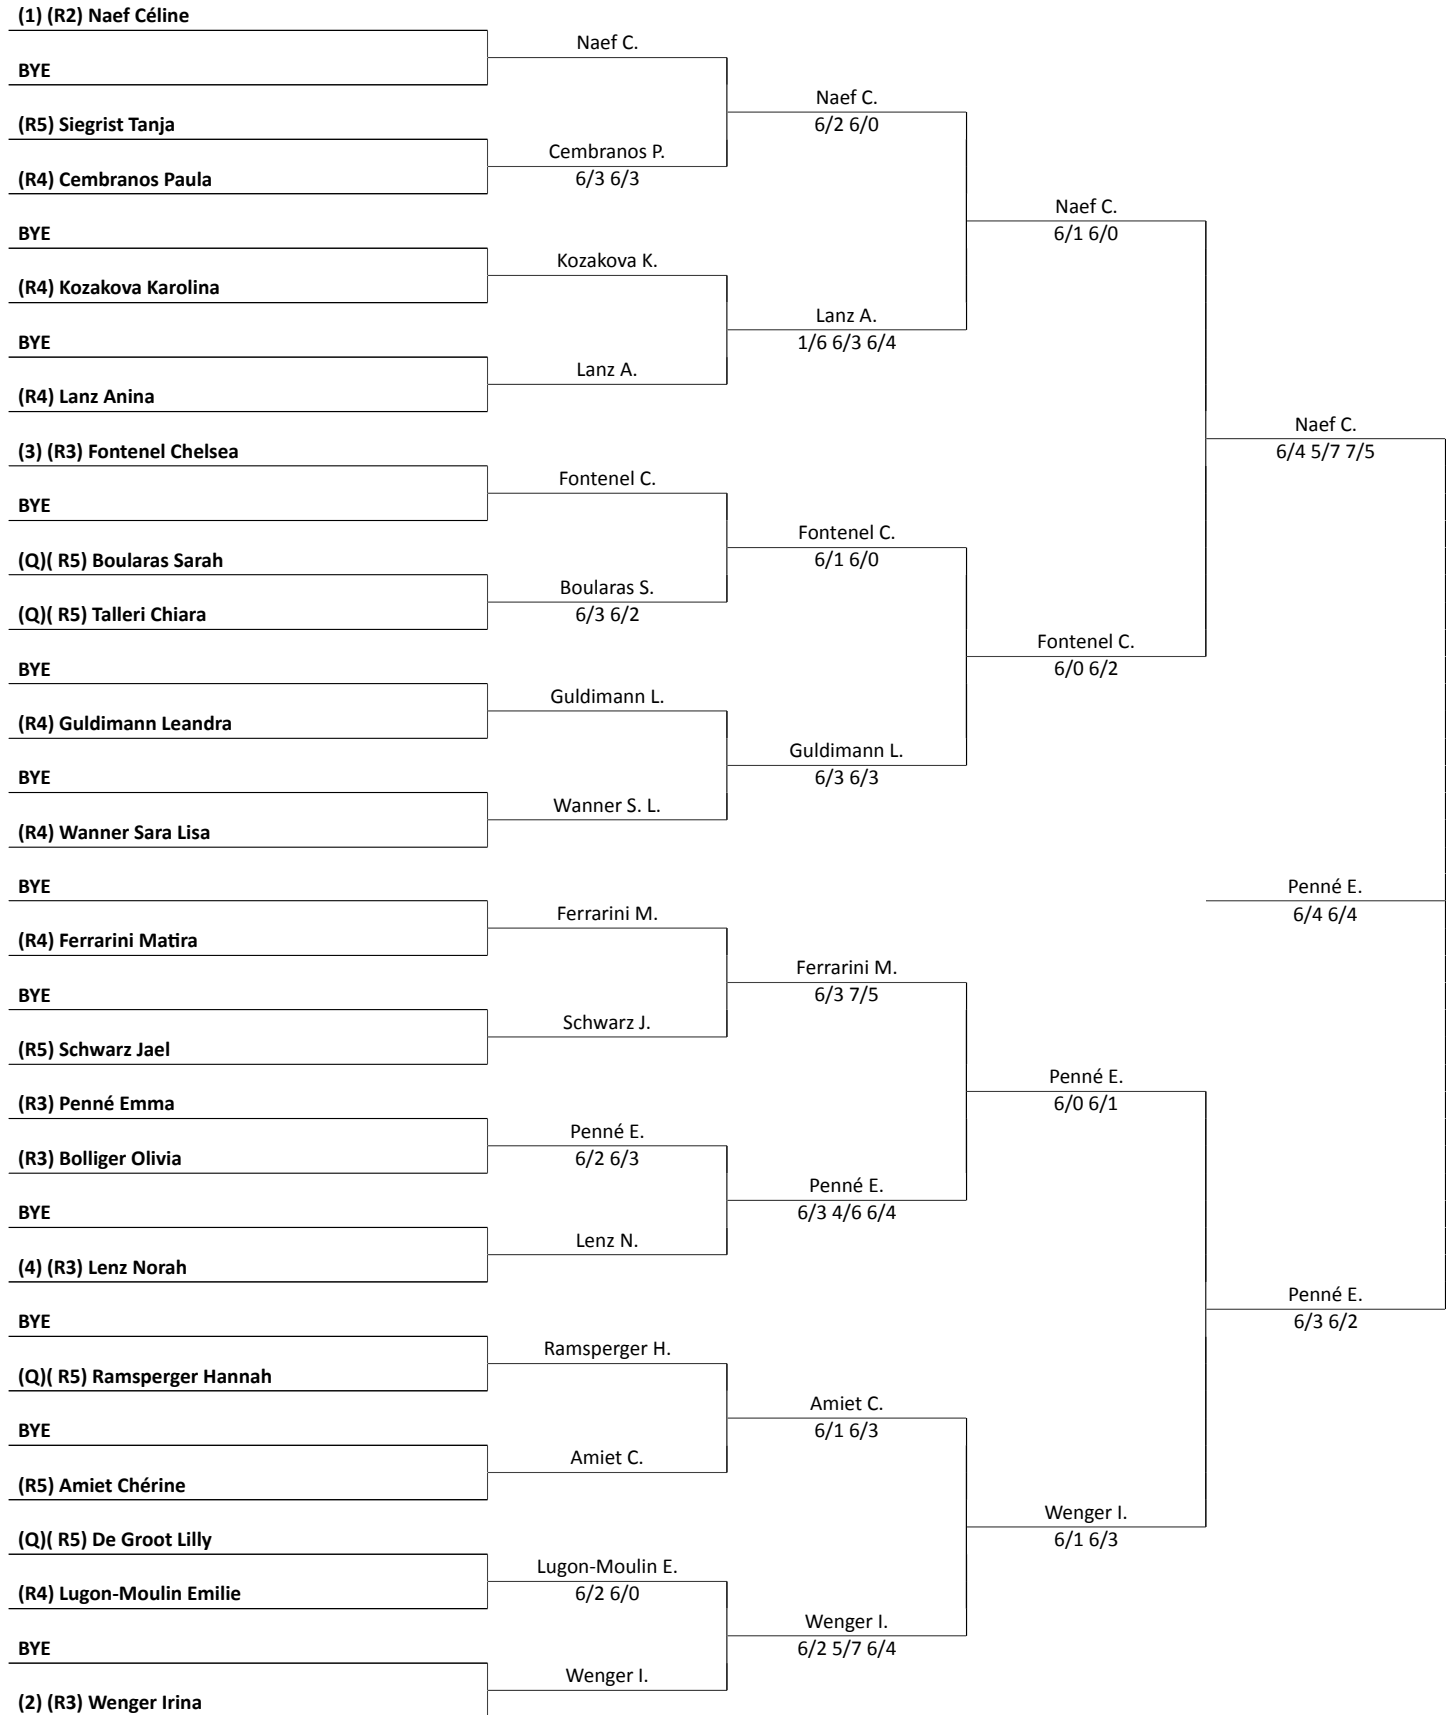 (1) (R2) Naef Céline
Naef C.
BYE
Naef C.
6/2 6/0
(R5) Siegrist Tanja
Cembranos P.
6/3 6/3
(R4) Cembranos Paula
Naef C.
6/1 6/0
BYE
Kozakova K.
(R4) Kozakova Karolina
Lanz A.
1/6 6/3 6/4
BYE
Lanz A.
(R4) Lanz Anina
Naef C.
6/4 5/7 7/5
(3) (R3) Fontenel Chelsea
Fontenel C.
BYE
Fontenel C.
6/1 6/0
(Q)( R5) Boularas Sarah
Boularas S.
6/3 6/2
(Q)( R5) Talleri Chiara
Fontenel C.
6/0 6/2
BYE
Guldimann L.
(R4) Guldimann Leandra
Guldimann L.
6/3 6/3
BYE
Wanner S. L.
(R4) Wanner Sara Lisa
BYE
Penné E.
6/4 6/4
Ferrarini M.
(R4) Ferrarini Matira
Ferrarini M.
6/3 7/5
BYE
Schwarz J.
(R5) Schwarz Jael
Penné E.
6/0 6/1
(R3) Penné Emma
Penné E.
6/2 6/3
(R3) Bolliger Olivia
Penné E.
6/3 4/6 6/4
BYE
Lenz N.
(4) (R3) Lenz Norah
Penné E.
6/3 6/2
BYE
Ramsperger H.
(Q)( R5) Ramsperger Hannah
Amiet C.
6/1 6/3
BYE
Amiet C.
(R5) Amiet Chérine
Wenger I.
6/1 6/3
(Q)( R5) De Groot Lilly
Lugon-Moulin E.
6/2 6/0
(R4) Lugon-Moulin Emilie
Wenger I.
6/2 5/7 6/4
BYE
Wenger I.
(2) (R3) Wenger Irina